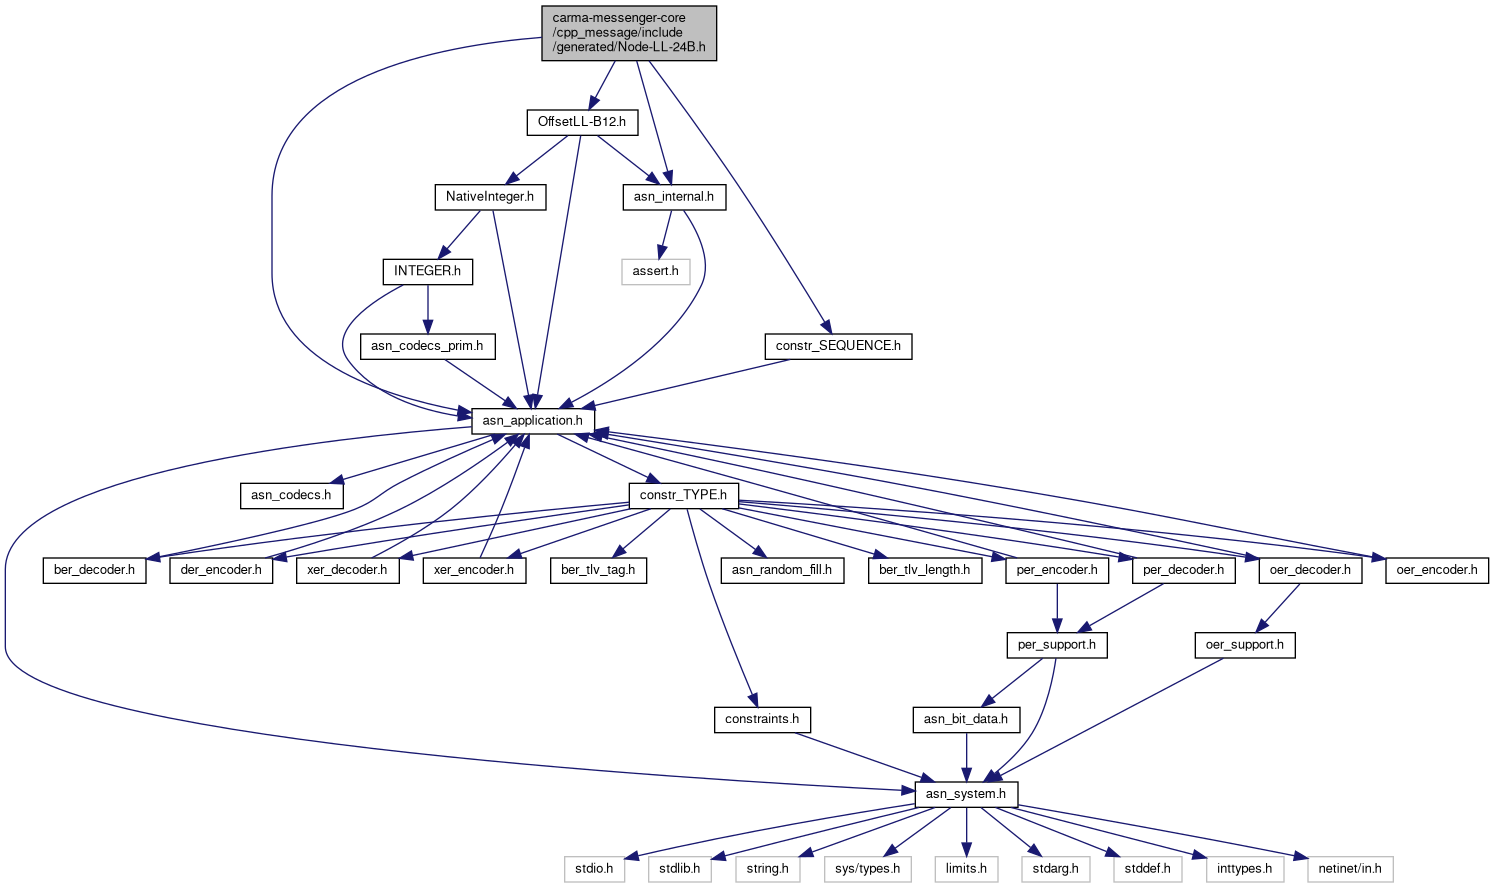 carma-messenger-core
/cpp_message/include
/generated/Node-LL-24B.h
OffsetLL-B12.h
NativeInteger.h
asn_internal.h
INTEGER.h
assert.h
asn_codecs_prim.h
constr_SEQUENCE.h
asn_application.h
asn_codecs.h
constr_TYPE.h
ber_decoder.h
der_encoder.h
xer_decoder.h
xer_encoder.h
ber_tlv_tag.h
asn_random_fill.h
ber_tlv_length.h
per_encoder.h
per_decoder.h
oer_decoder.h
oer_encoder.h
per_support.h
oer_support.h
constraints.h
asn_bit_data.h
asn_system.h
stdio.h
stdlib.h
string.h
sys/types.h
limits.h
stdarg.h
stddef.h
inttypes.h
netinet/in.h